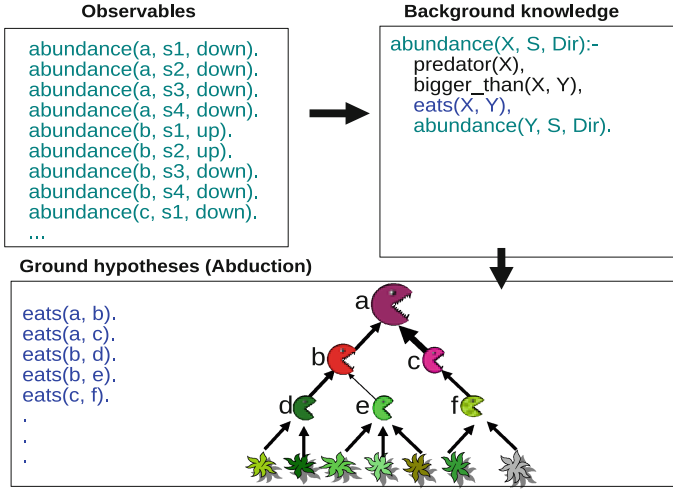 Observables
abundance(a, s1, down).
abundance(a, s2, down).
abundance(a, s3, down).
abundance(a, s4, down).
abundance(b, s1, up).
abundance(b, s2, up).
abundance(b, s3, down).
abundance(b, s4, down).
abundance(c, s1, down).
...
Background knowledge
abundance(X, S, Dir):-
predator(X),
bigger_than(X, Y),
eats(X, Y),
abundance(Y, S, Dir).
Ground hypotheses (Abduction)
eats(a, b).
eats(a, c).
eats(b, d).
eats(b, e).
eats(c, f).
.
.
.
a
b
c
d
e
f